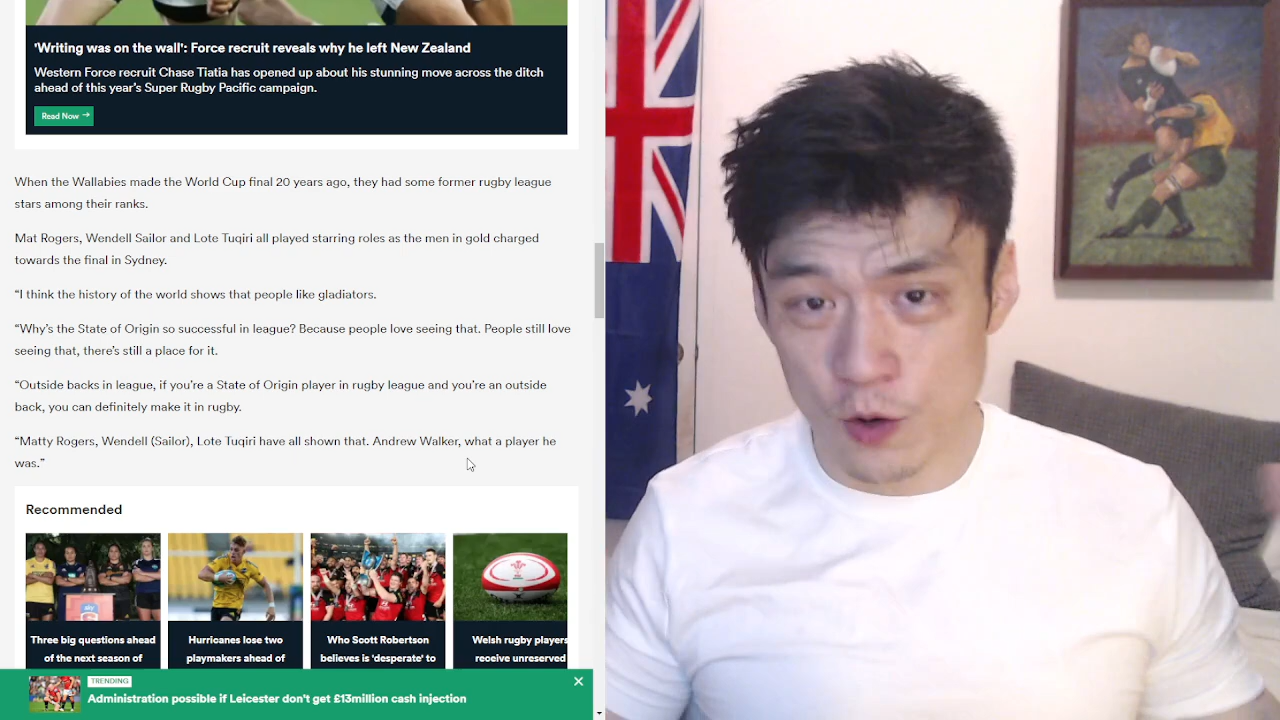 'Writing was on the wall': Force recruit reveals why he left New Zealand
Western Force recruit Chase Tiatia has opened up about his stunning move across the ditch
ahead of this year's Super Rugby Pacific campaign.
Read Now →
When the Wallabies made the World Cup final 20 years ago, they had some former rugby league
stars among their ranks.
Mat Rogers, Wendell Sailor and Lote Tuqiri all played starring roles as the men in gold charged
towards the final in Sydney.
“I think the history of the world shows that people like gladiators.
“Why’s the State of Origin so successful in league? Because people love seeing that. People still love
seeing that, there’s still a place for it.
“Outside backs in league, if you’re a State of Origin player in rugby league and you’re an outside
back, you can definitely make it in rugby.
“Matty Rogers, Wendell (Sailor), Lote Tuqiri have all shown that. Andrew Walker, what a player he
was.”
Recommended
sky
Three big questions ahead
of the next season of
Hurricanes lose two
playmakers ahead of
Who Scott Robertson
believes is 'desperate' to
Welsh rugby players
receive unreserved
TRENDING
Administration possible if Leicester don't get £13million cash injection